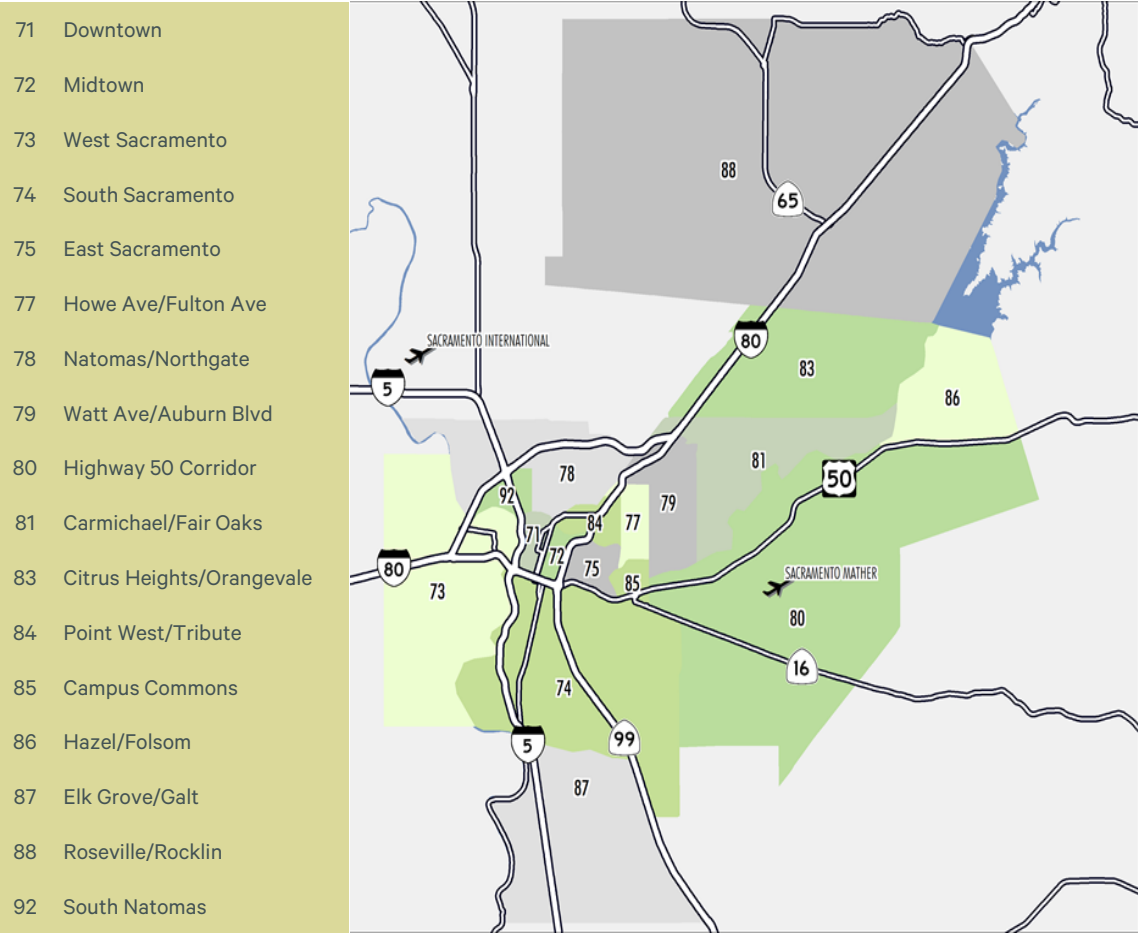 71 Downtown
72 Midtown
73 West Sacramento
74 South Sacramento
75 East Sacramento
77 Howe Ave/Fulton Ave
78 Natomas/Northgate
79 Watt Ave/Auburn Blvd
80 Highway 50 Corridor
81 Carmichael/Fair Oaks
83 Citrus Heights/Orangevale
84 Point West/Tribute
85 Campus Commons
86 Hazel/Folsom
87 Elk Grove/Galt
88 Roseville/Rocklin
92 South Natomas
88
65
SACRAMENTO INTERNATIONAL
80
83
5
86
81
50
78
92
79
84
77
71
72
75
85
80
73
SACRAMENTO MATHER
80
16
74
99
5
87